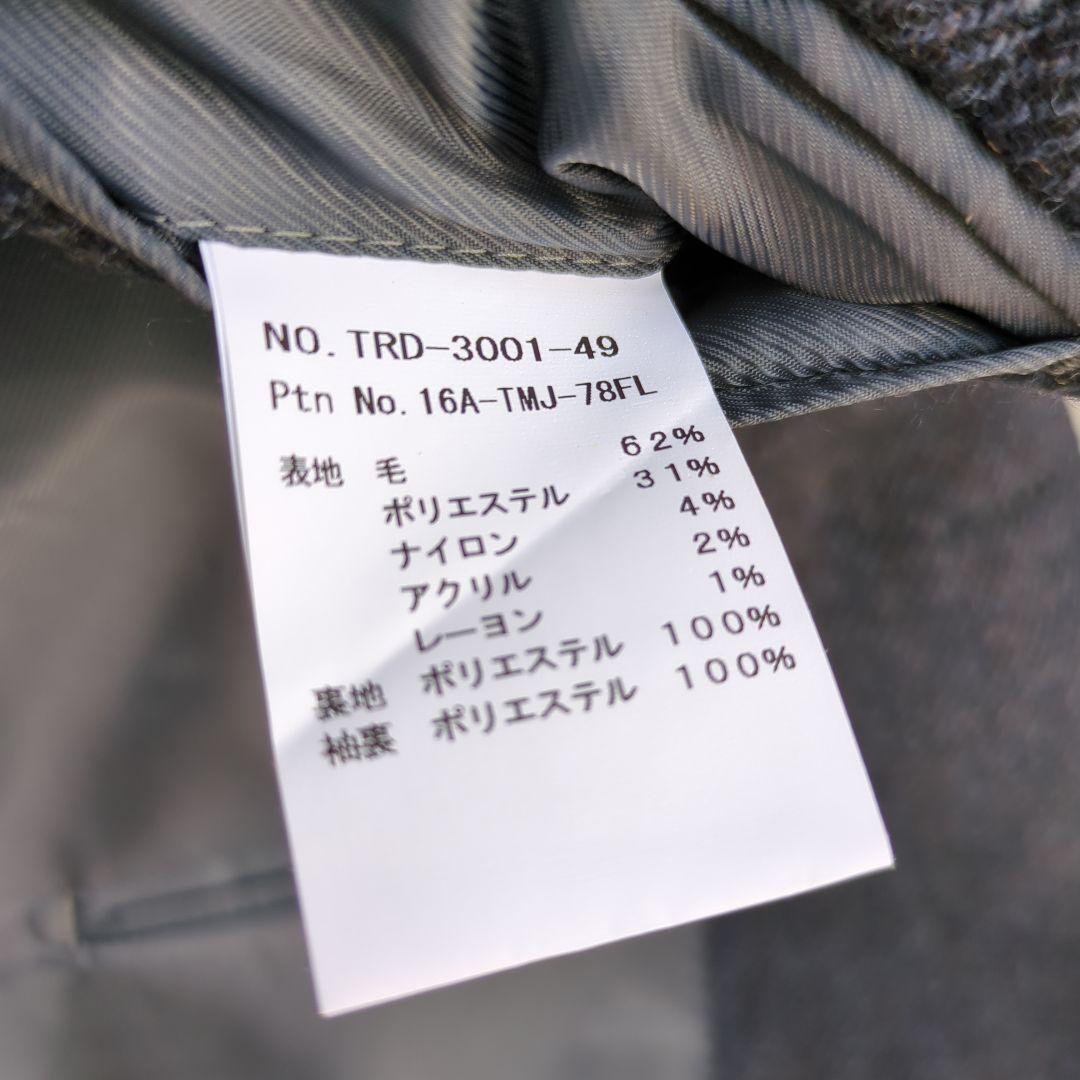 NO. TRD-3001-49
Ptn No. 16A-TMJ-78FL
表地 毛 62%
ポリエステル 31%
ナイロン 4%
アクリル 2%
レーヨン 1%
裏地 ポリエステル 100%
袖裏 ポリエステル 100%